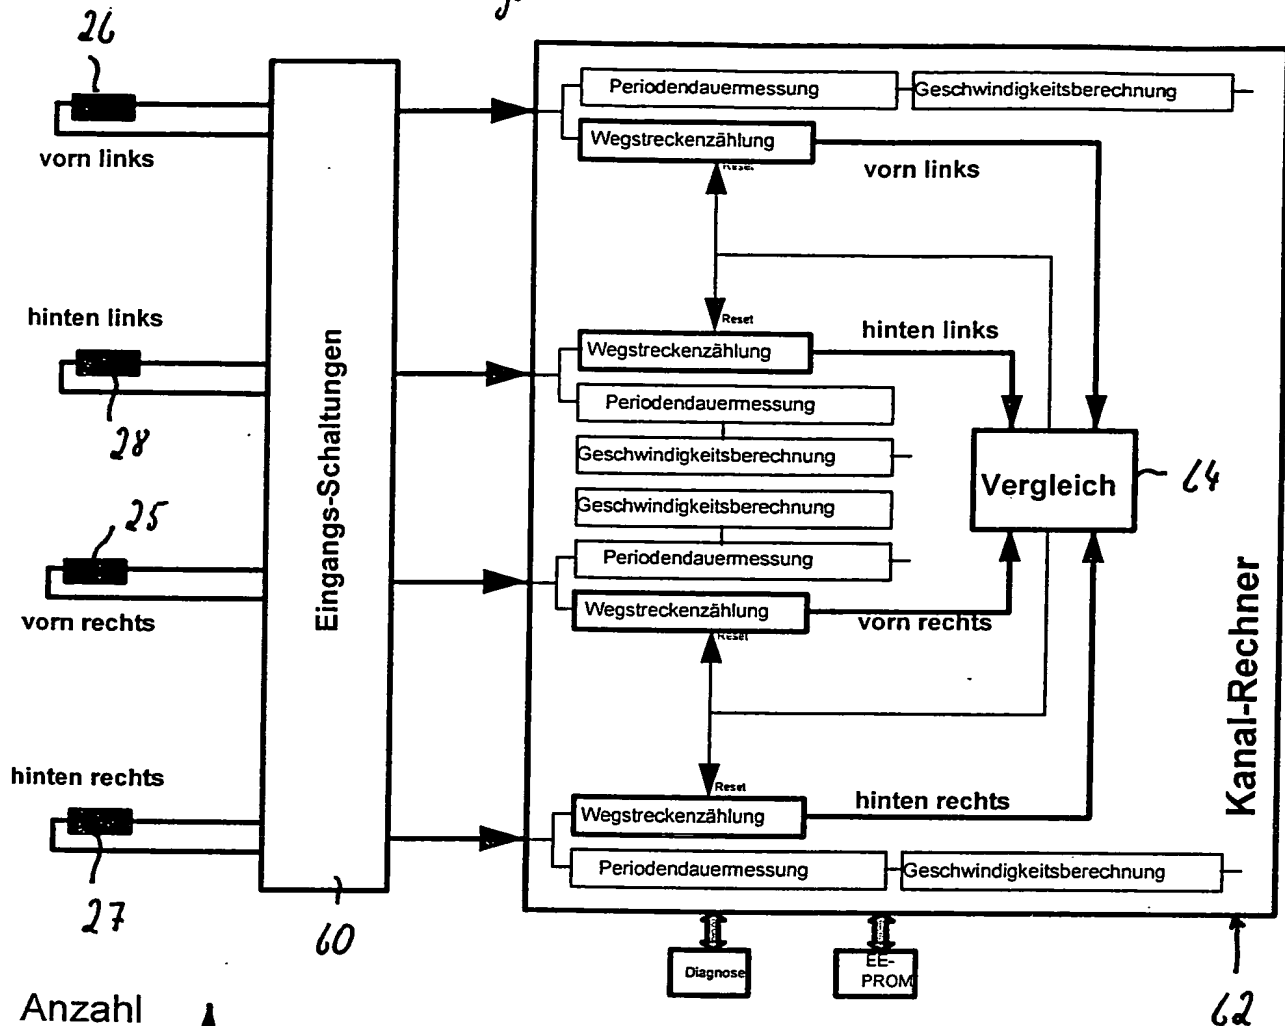 26
vorn links
hinten links
28
25
vorn rechts
hinten rechts
27
Eingangs-Schaltungen
60
Periodendauermessung
Geschwindigkeitsberechnung
Wegstreckenzählung
Reset
vorn links
Reset
Wegstreckenzählung
hinten links
Periodendauermessung
Geschwindigkeitsberechnung
Vergleich
64
Geschwindigkeitsberechnung
Periodendauermessung
Wegstreckenzählung
vorn rechts
Reset
Reset
Wegstreckenzählung
hinten rechts
Periodendauermessung
Geschwindigkeitsberechnung
Kanal-Rechner
Diagnose
EE-
PROM
62
Anzahl